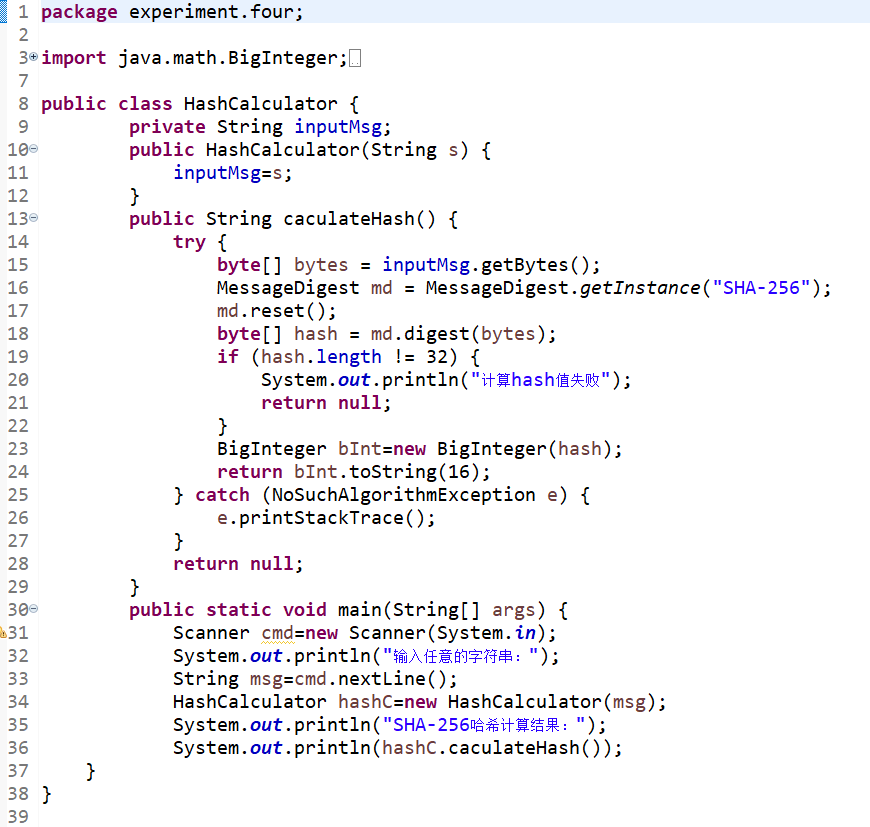 1 package experiment.four;
2
3 import java.math.BigInteger;
7
8 public class HashCalculator {
9         private String inputMsg;
10         public HashCalculator(String s) {
11             inputMsg=s;
12         }
13         public String caculateHash() {
14             try {
15                 byte[] bytes = inputMsg.getBytes();
16                 MessageDigest md = MessageDigest.getInstance("SHA-256");
17                 md.reset();
18                 byte[] hash = md.digest(bytes);
19                 if (hash.length != 32) {
20                     System.out.println("计算hash值失败");
21                     return null;
22                 }
23                 BigInteger bInt=new BigInteger(hash);
24                 return bInt.toString(16);
25             } catch (NoSuchAlgorithmException e) {
26                 e.printStackTrace();
27             }
28             return null;
29         }
30         public static void main(String[] args) {
31             Scanner cmd=new Scanner(System.in);
32             System.out.println("输入任意的字符串：");
33             String msg=cmd.nextLine();
34             HashCalculator hashC=new HashCalculator(msg);
35             System.out.println("SHA-256哈希计算结果：");
36             System.out.println(hashC.caculateHash());
37     }
38 }
39